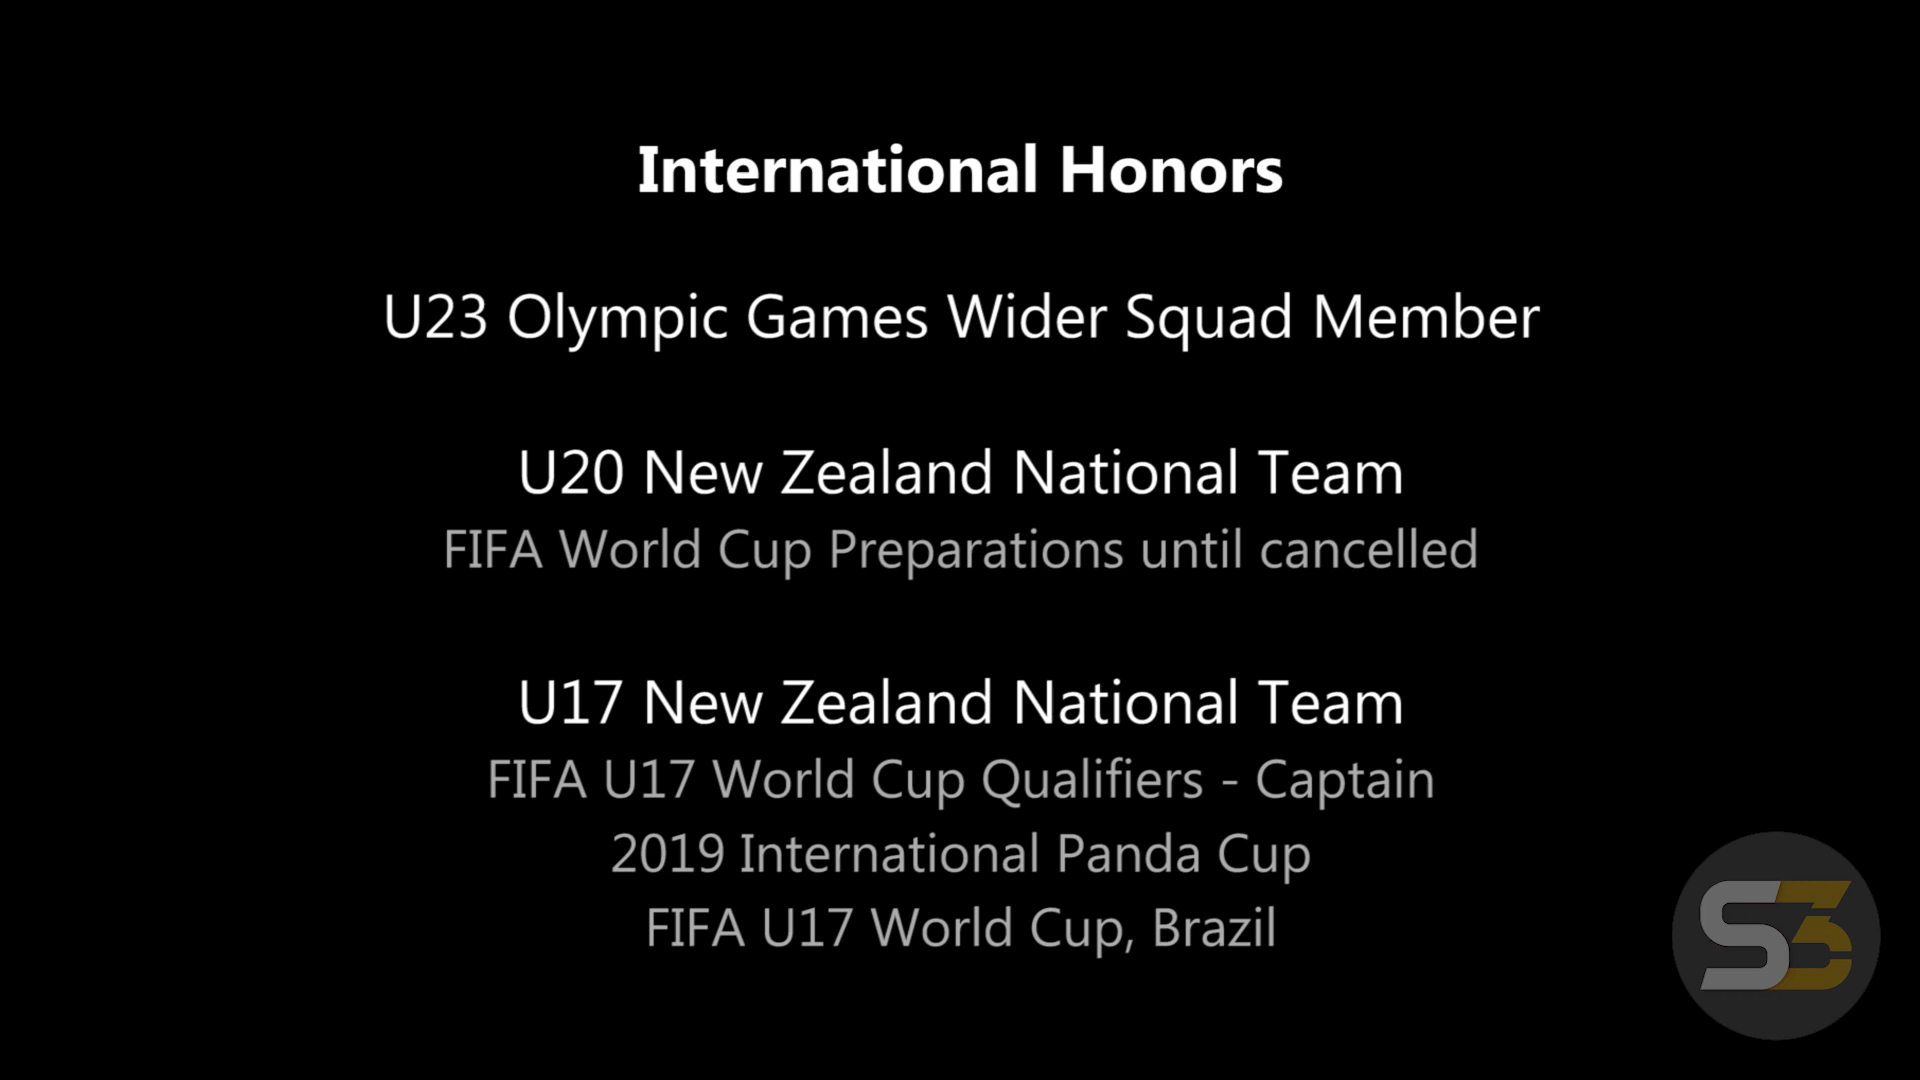 International Honors
U23 Olympic Games Wider Squad Member
U20 New Zealand National Team
FIFA World Cup Preparations until cancelled
U17 New Zealand National Team
FIFA U17 World Cup Qualifiers - Captain
2019 International Panda Cup
FIFA U17 World Cup, Brazil
S3